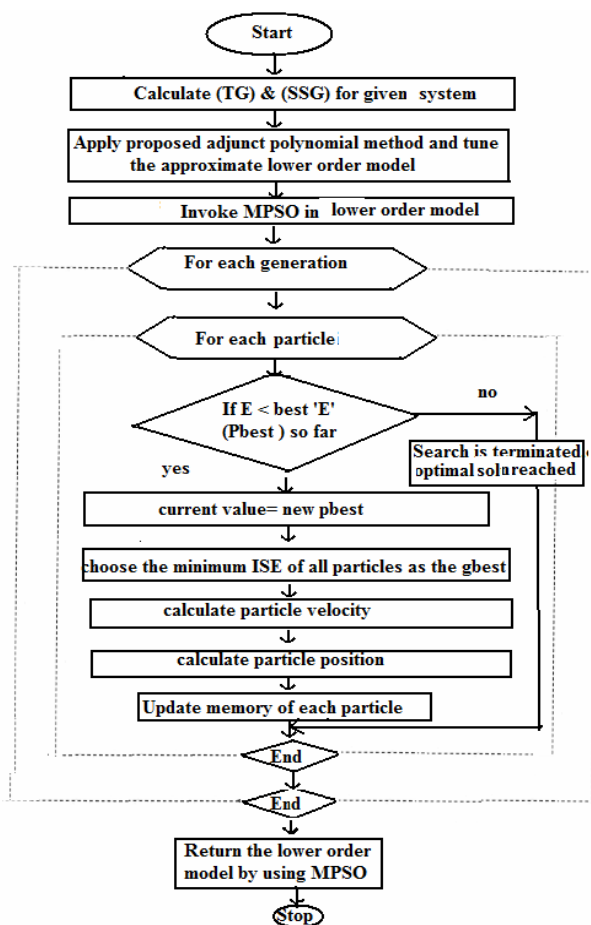 Start
Calculate (TG) & (SSG) for given system
Apply proposed adjunct polynomial method and tune
the approximate lower order model
Invoke MPSO in lower order model
For each generation
For each particle
If E < best 'E'
(Pbest ) so far
no
yes
Search is terminated
optimal soln reached
current value= new pbest
choose the minimum ISE of all particles as the gbest
calculate particle velocity
calculate particle position
Update memory of each particle
End
End
Return the lower order
model by using MPSO
Stop